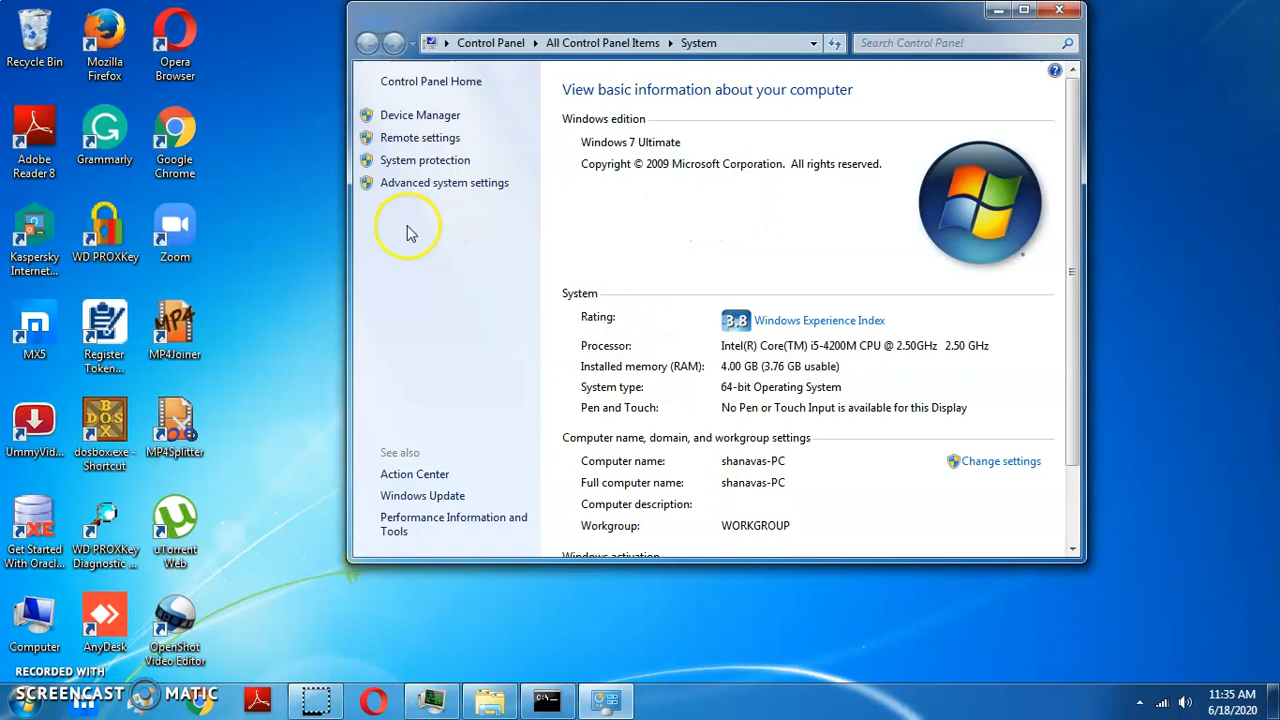 Recycle Bin
Mozilla
Firefox
Opera
Browser
Adobe
Reader 8
Grammarly
Google
Chrome
Kaspersky
Internet...
WD PROXKey
Zoom
MX5
Register
Token...
MP4
MP4Joiner
UmmyVid...
DOS
BOX
dosbox.exe -
Shortcut
MP4Splitter
XE
Get Started
With Oracl...
WD PROXKey
Diagnostic ...
uTorrent
Web
Computer
AnyDesk
OpenShot
Video Editor
Control Panel
All Control Panel Items
System
Search Control Panel
Control Panel Home
Device Manager
Remote settings
System protection
Advanced system settings
See also
Action Center
Windows Update
Performance Information and
Tools
View basic information about your computer
Windows edition
Windows 7 Ultimate
Copyright © 2009 Microsoft Corporation.  All rights reserved.
System
Rating: 3.8 Windows Experience Index
Processor: Intel(R) Core(TM) i5-4200M CPU @ 2.50GHz   2.50 GHz
Installed memory (RAM): 4.00 GB (3.76 GB usable)
System type: 64-bit Operating System
Pen and Touch: No Pen or Touch Input is available for this Display
Computer name, domain, and workgroup settings
Computer name: shanavas-PC Change settings
Full computer name: shanavas-PC
Computer description:
Workgroup: WORKGROUP
Windows activation
RECORDED WITH
SCREENCAST MATIC
11:35 AM
6/18/2020